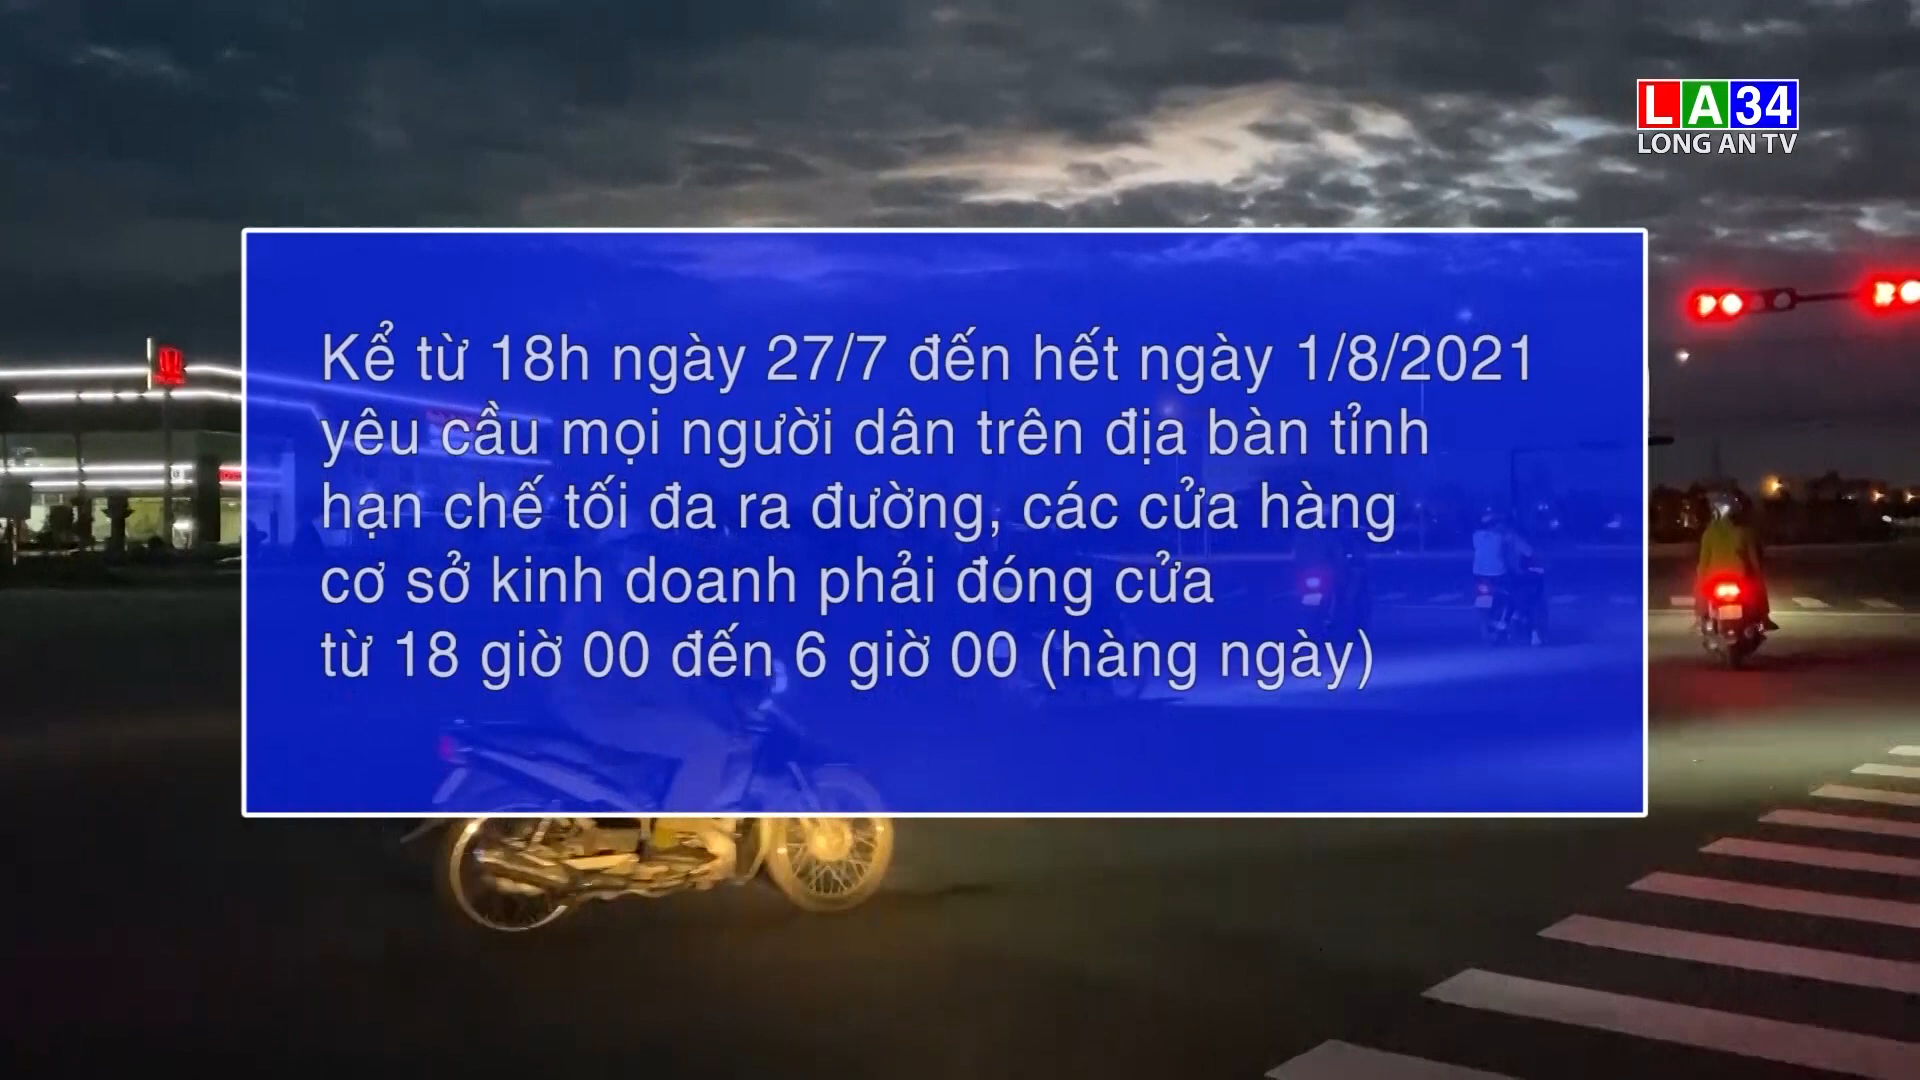 LA34
LONG AN TV
Kể từ 18h ngày 27/7 đến hết ngày 1/8/2021
yêu cầu mọi người dân trên địa bàn tỉnh
hạn chế tối đa ra đường, các cửa hàng
cơ sở kinh doanh phải đóng cửa
từ 18 giờ 00 đến 6 giờ 00 (hàng ngày)